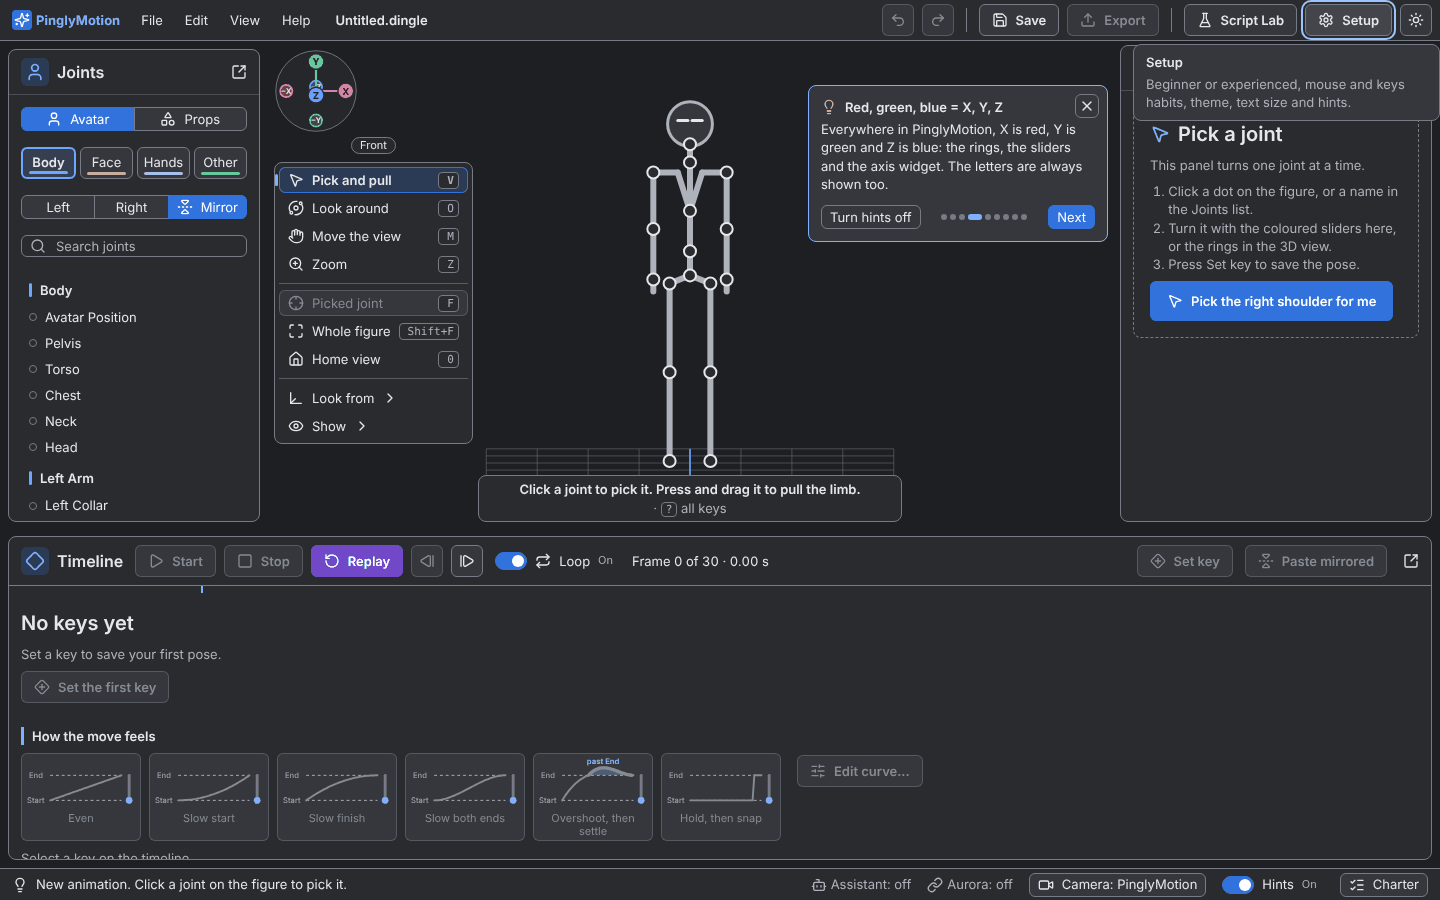 PinglyMotion File Edit View Help Untitled.dingle Save Export Script Lab Setup
Joints
Avatar Props
Body Face Hands Other
Left Right Mirror
Search joints
Body
Avatar Position
Pelvis
Torso
Chest
Neck
Head
Left Arm
Left Collar
Y
-X Z X
-Y
Front
Pick and pull V
Look around O
Move the view M
Zoom Z
Picked joint F
Whole figure Shift+F
Home view 0
Look from
Show
Red, green, blue = X, Y, Z
Everywhere in PinglyMotion, X is red, Y is
green and Z is blue: the rings, the sliders
and the axis widget. The letters are always
shown too.
Turn hints off Next
Click a joint to pick it. Press and drag it to pull the limb.
· ? all keys
Setup
Beginner or experienced, mouse and keys
habits, theme, text size and hints.
Pick a joint
This panel turns one joint at a time.
1. Click a dot on the figure, or a name in
the Joints list.
2. Turn it with the coloured sliders here,
or the rings in the 3D view.
3. Press Set key to save the pose.
Pick the right shoulder for me
Timeline Start Stop Replay Loop On Frame 0 of 30 · 0.00 s Set key Paste mirrored
No keys yet
Set a key to save your first pose.
Set the first key
How the move feels
End Start Even
End Start Slow start
End Start Slow finish
End Start Slow both ends
past End
End Start Overshoot, then
settle
End Start Hold, then snap
Edit curve...
Select a key on the timeline
New animation. Click a joint on the figure to pick it. Assistant: off Aurora: off Camera: PinglyMotion Hints On Charter